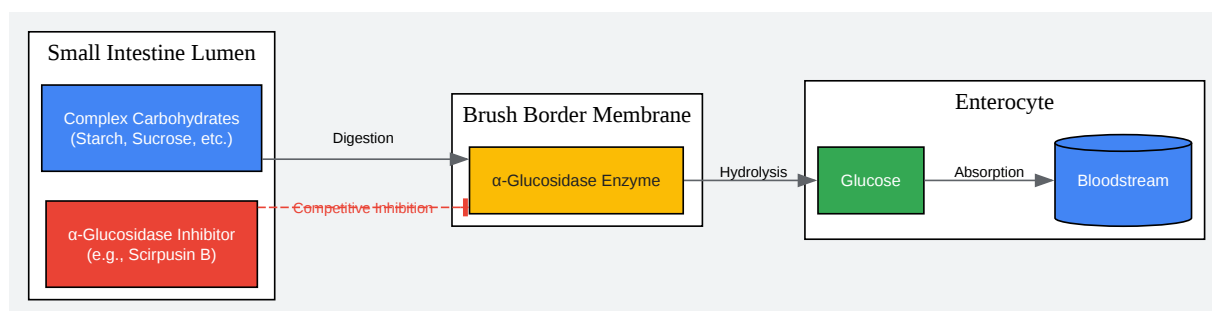 Small Intestine Lumen
Complex Carbohydrates
(Starch, Sucrose, etc.)
α-Glucosidase Inhibitor
(e.g., Scirpusin B)
Digestion
Competitive Inhibition
Brush Border Membrane
α-Glucosidase Enzyme
Hydrolysis
Enterocyte
Glucose
Absorption
Bloodstream